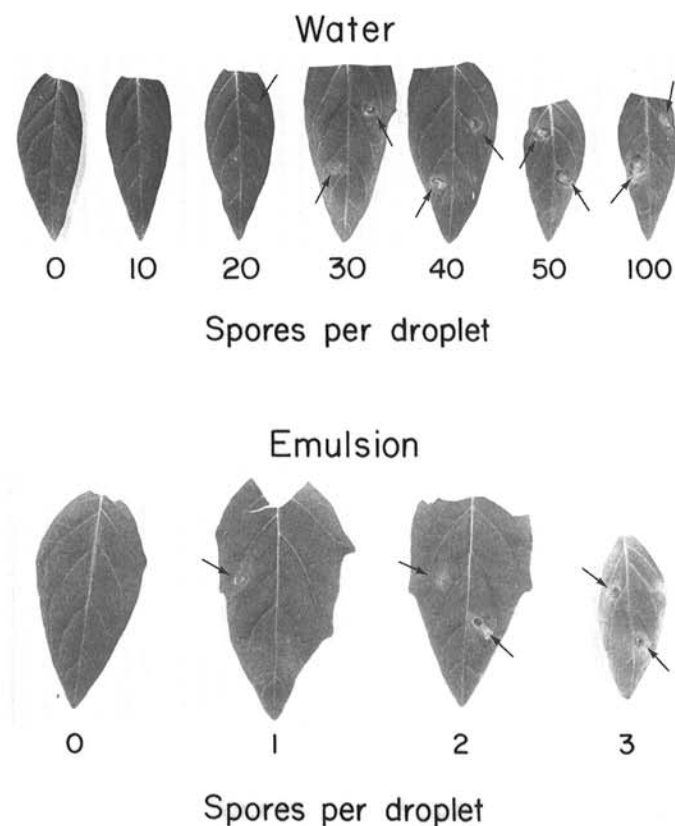 Water
0 10 20 30 40 50 100
Spores per droplet
Emulsion
0 1 2 3
Spores per droplet